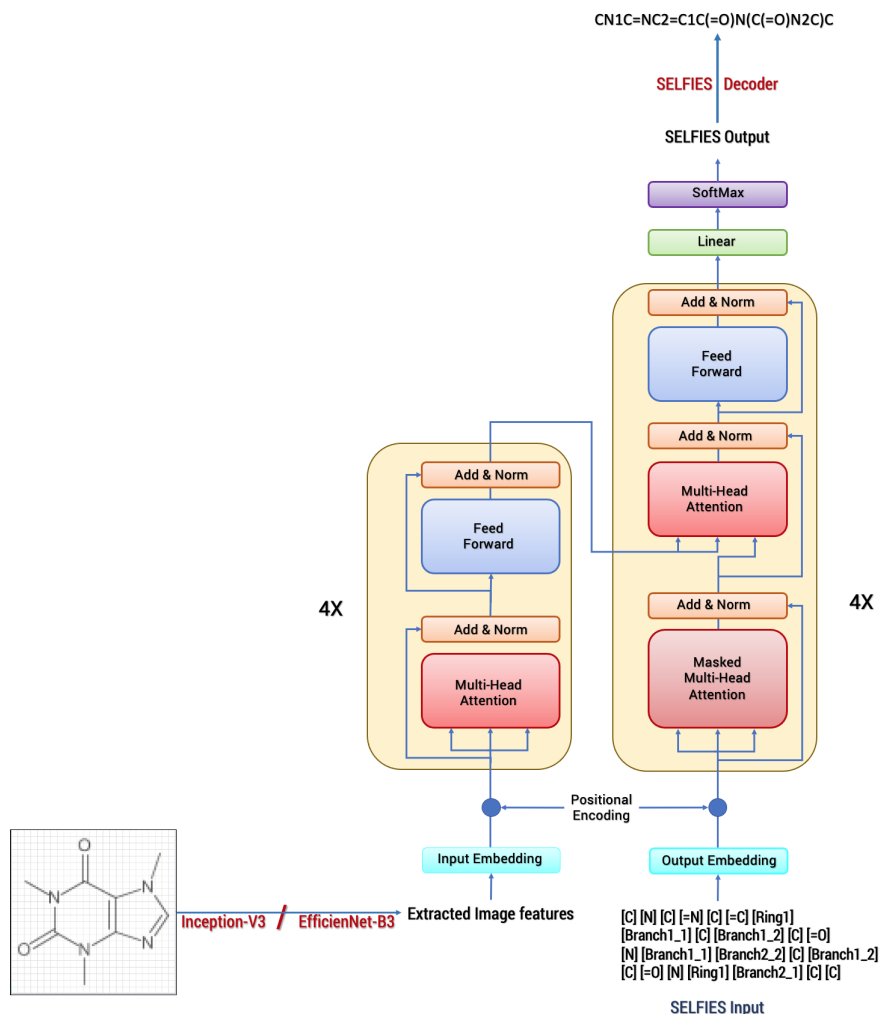 CN1C=NC2=C1C(=O)N(C(=O)N2C)C
SELFIES Decoder
SELFIES Output
SoftMax
Linear
Add & Norm
Feed
Forward
Add & Norm
Multi-Head
Attention
Add & Norm
Masked
Multi-Head
Attention
4X
Add & Norm
Feed
Forward
Add & Norm
Multi-Head
Attention
4X
Positional
Encoding
Input Embedding
Output Embedding
O
N
N
O
N
N
Inception-V3 / EfficienNet-B3
Extracted Image features
[C] [N] [C] [=N] [C] [=C] [Ring1]
[Branch1_1] [C] [Branch1_2] [C] [=O]
[N] [Branch1_1] [Branch2_2] [C] [Branch1_2]
[C] [=O] [N] [Ring1] [Branch2_1] [C] [C]
SELFIES Input